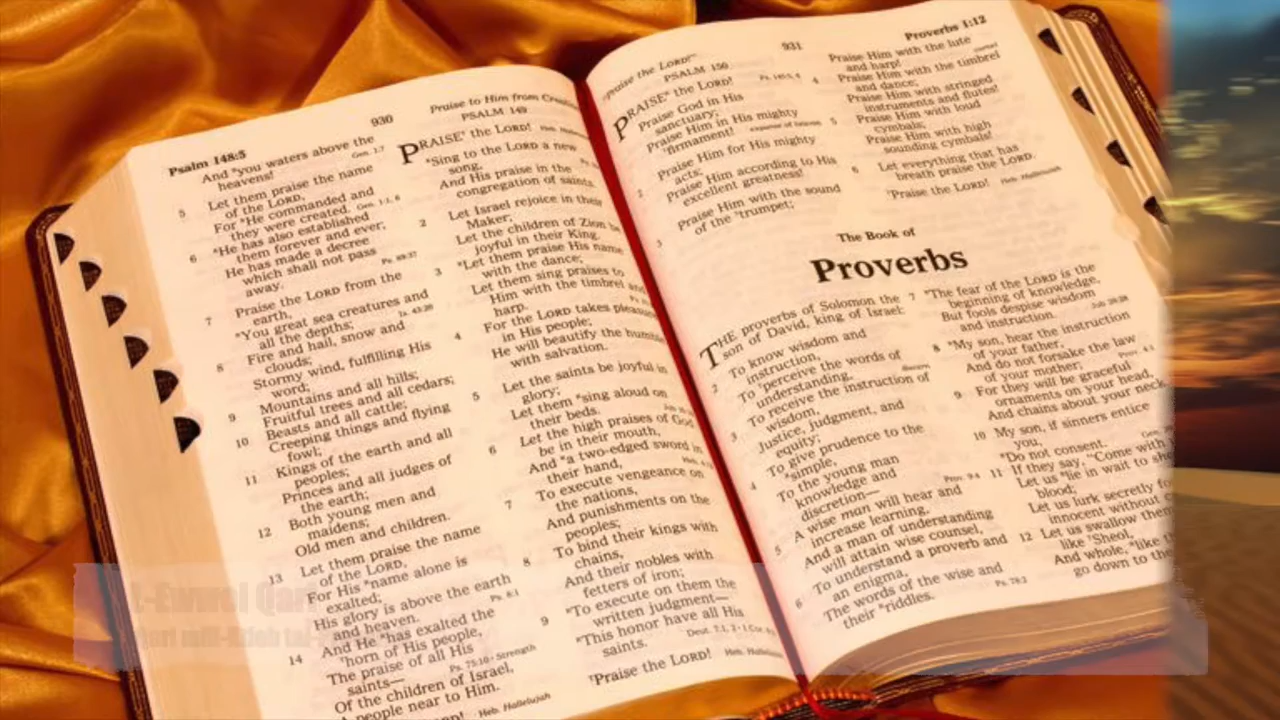 Psalm 148:5
930
And "you waters above the
heavens!
Gen. 1:7
5 Let them praise the name
of the LORD,
For "He commanded and
they were created. Gen. 1:1, 6
6 "He has also established
them forever and ever;
He has made a decree
which shall not pass
away.
Ps. 89:37
7 Praise the LORD from the
earth,
"You great sea creatures and
all the depths;
Is. 43:20
8 Fire and hail, snow and
clouds;
Stormy wind, fulfilling His
word;
9 Mountains and all hills;
Fruitful trees and all cedars;
10 Beasts and all cattle;
Creeping things and flying
fowl;
11 Kings of the earth and all
peoples;
Princes and all judges of
the earth;
12 Both young men and
maidens;
Old men and children.
13 Let them praise the name
of the LORD,
For His "name alone is
exalted;
His glory is above the earth
and heaven.
Ps. 8:1
14 And He "has exalted the
"horn of His people,
The praise of all His
saints—
Ps. 75:10 · Strength
Of the children of Israel,
A people near to Him.
Heb. Hallelujah
Praise to Him from
PSALM 149
PRAISE" the LORD!
"Sing to the LORD a new
song,
And His praise in the
congregation of saints.
2 Let Israel rejoice in their
Maker;
Let the children of Zion be
joyful in their King.
3 "Let them praise His name
with the dance;
Let them sing praises to
Him with the timbrel and
harp.
4 For the LORD takes
in His people;
He will beautify the
with salvation.
5 Let the saints be joyful in
glory;
Let them "sing aloud on
their beds.
6 Let the high praises of God
be in their mouth,
And "a two-edged sword in
their hand,
7 To execute vengeance on
the nations,
And punishments on the
peoples;
8 To bind their kings with
chains,
And their nobles with
fetters of iron;
9 "To execute on them the
written judgment—
"This honor have all His
saints.
"Praise the LORD!
931
Proverbs 1:12
"praise the LORD!"
PSALM 150
PRAISE" the LORD!
Praise God in His
sanctuary;
Praise Him in His mighty
"firmament!
2 Praise Him for His mighty
acts;
Praise Him according to His
excellent greatness!
3 Praise Him with the sound
of the "trumpet;
Praise Him with the lute
and harp!
4 Praise Him with the timbrel
and dance;
Praise Him with stringed
instruments and flutes!
5 Praise Him with loud
cymbals;
Praise Him with high
sounding cymbals!
6 Let everything that has
breath praise the LORD.
"Praise the LORD! Heb. Hallelujah
The Book of
Proverbs
THE proverbs of Solomon the
son of David, king of Israel:
2 To know wisdom and
instruction,
To "perceive the words of
understanding,
3 To receive the instruction of
wisdom,
Justice, judgment, and
equity;
4 To give prudence to the
"simple,
To the young man
knowledge and
discretion—
5 A wise man will hear and
increase learning,
And a man of understanding
will attain wise counsel,
6 To understand a proverb and
an enigma,
The words of the wise and
their "riddles.
Ps. 78:2
7 "The fear of the LORD is the
beginning of knowledge,
But fools despise wisdom
and instruction.
Job 28:28
8 "My son, hear the instruction
of your father,
And do not forsake the law
of your mother;
9 For they will be graceful
ornaments on your head,
And chains about your neck.
10 My son, if sinners entice
you,
"Do not consent.
11 If they say, "Come with
Let us "lie in wait to
blood;
Let us lurk secretly
innocent without
12 Let us swallow them
like "Sheol,
And whole, "like
go down to the